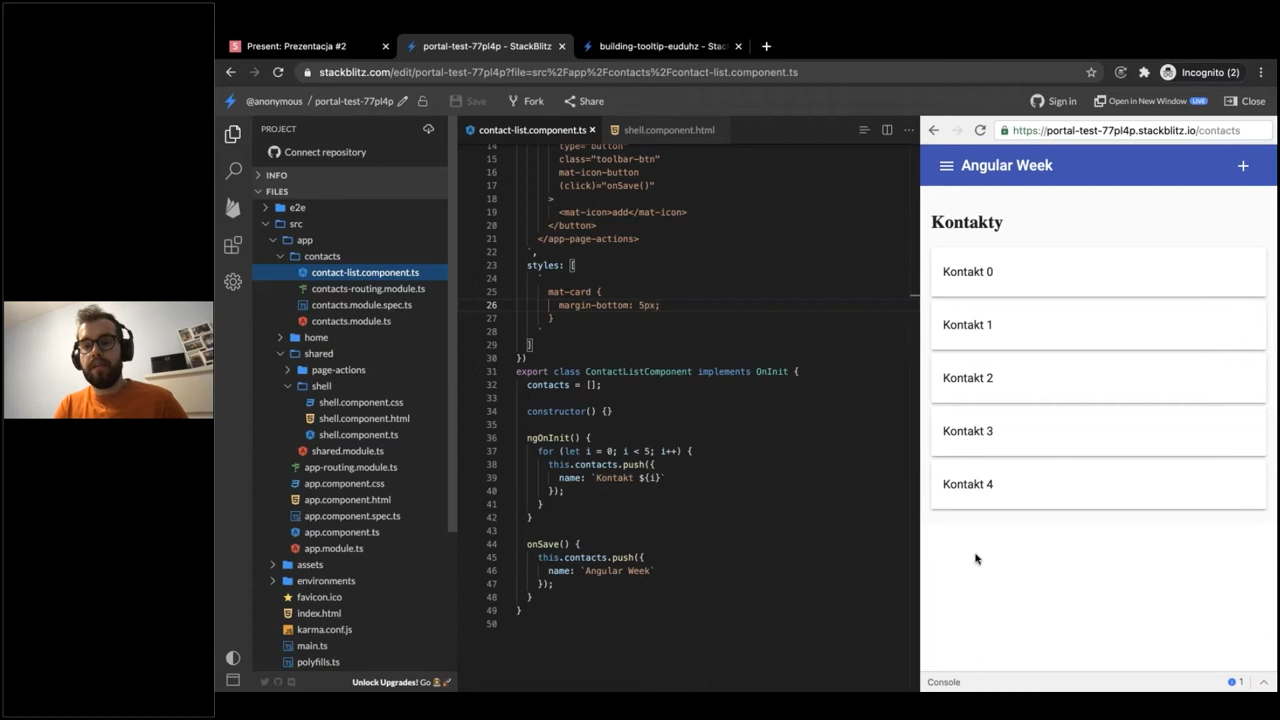 Present: Prezentacja #2
portal-test-77pl4p - StackBlitz
building-tooltip-euduhz - Stac
stackblitz.com/edit/portal-test-77pl4p?file=src%2Fapp%2Fcontacts%2Fcontact-list.component.ts
Incognito (2)
@anonymous / portal-test-77pl4p
Save
Fork
Share
Sign in
Open in New Window LIVE
Close
PROJECT
Connect repository
INFO
FILES
e2e
src
app
contacts
contact-list.component.ts
contacts-routing.module.ts
contacts.module.spec.ts
contacts.module.ts
home
shared
page-actions
shell
shell.component.css
shell.component.html
shell.component.ts
shared.module.ts
app-routing.module.ts
app.component.css
app.component.html
app.component.spec.ts
app.component.ts
app.module.ts
assets
environments
favicon.ico
index.html
karma.conf.js
main.ts
polyfills.ts
Unlock Upgrades! Go
contact-list.component.ts
shell.component.html
14 type="button"
15 class="toolbar-btn"
16 mat-icon-button
17 (click)="onSave()"
18 >
19 <mat-icon>add</mat-icon>
20 </button>
21 </app-page-actions>
22 `,
23 styles: [
24 `
25 mat-card {
26 margin-bottom: 5px;
27 }
28 `
29 ]
30 })
31 export class ContactListComponent implements OnInit {
32 contacts = [];
33
34 constructor() {}
35
36 ngOnInit() {
37 for (let i = 0; i < 5; i++) {
38 this.contacts.push({
39 name: `Kontakt ${i}`
40 });
41 }
42 }
43
44 onSave() {
45 this.contacts.push({
46 name: `Angular Week`
47 });
48 }
49 }
50
https://portal-test-77pl4p.stackblitz.io/contacts
Angular Week
Kontakty
Kontakt 0
Kontakt 1
Kontakt 2
Kontakt 3
Kontakt 4
Console
1